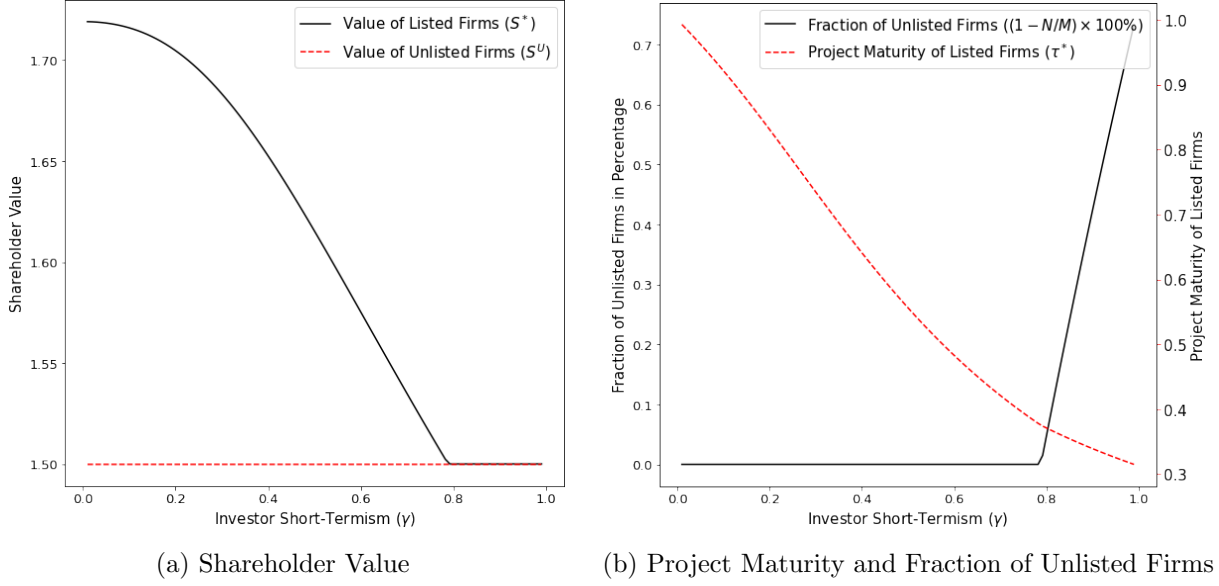 Value of Listed Firms (S*)
Value of Unlisted Firms (Sᵁ)
1.70
1.65
1.60
1.55
1.50
Shareholder Value
0.0 0.2 0.4 0.6 0.8 1.0
Investor Short-Termism (γ)
(a) Shareholder Value
Fraction of Unlisted Firms ((1 − N/M) × 100%)
Project Maturity of Listed Firms (τ*)
0.7
0.6
0.5
0.4
0.3
0.2
0.1
0.0
Fraction of Unlisted Firms in Percentage
1.0
0.9
0.8
0.7
0.6
0.5
0.4
0.3
Project Maturity of Listed Firms
0.0 0.2 0.4 0.6 0.8 1.0
Investor Short-Termism (γ)
(b) Project Maturity and Fraction of Unlisted Firms